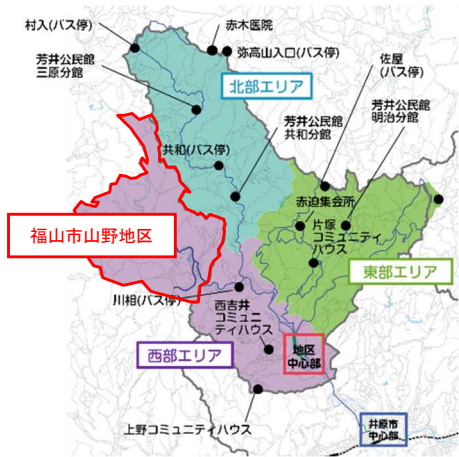 村入(バス停)
赤木医院
弥高山入口(バス停)
佐屋
(バス停)
芳井公民館
三原分館
北部エリア
芳井公民館
明治分館
芳井公民館
共和分館
共和(バス停)
赤迫集会所
片塚
コミュニティ
ハウス
福山市山野地区
東部エリア
川相(バス停)
西吉井
コミュニ
ティハウス
西部エリア
地区
中心部
井原市
中心部
上野コミュニティハウス